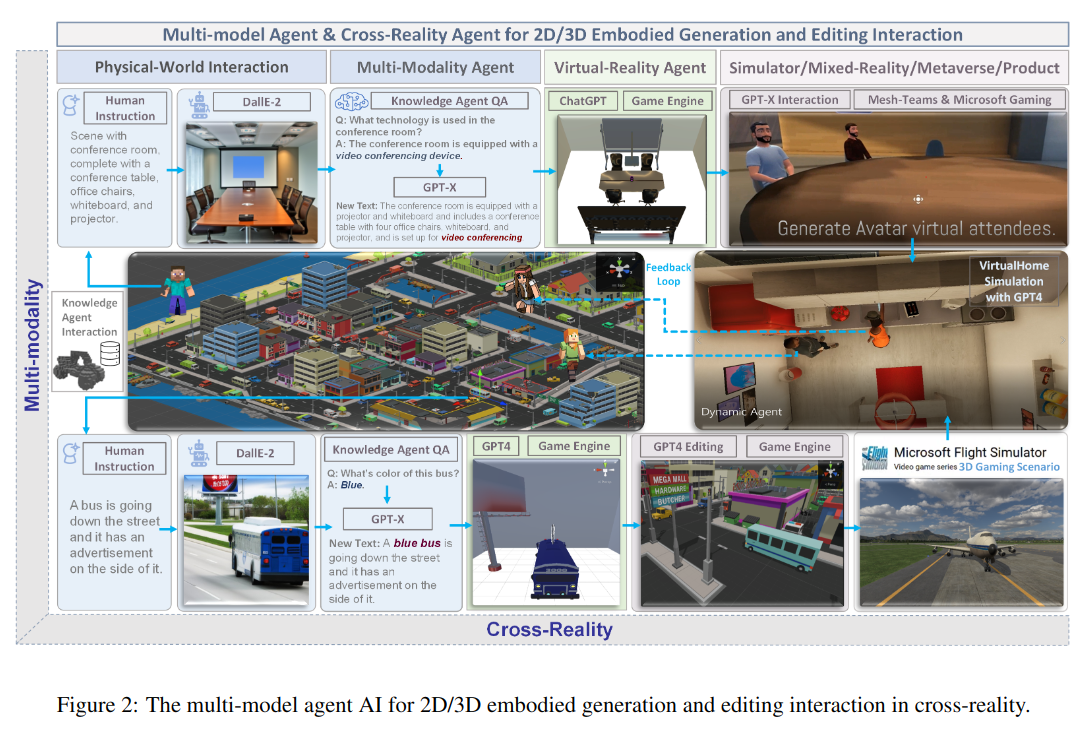 Multi-model Agent & Cross-Reality Agent for 2D/3D Embodied Generation and Editing Interaction
Physical-World Interaction
Multi-Modality Agent
Virtual-Reality Agent
Simulator/Mixed-Reality/Metaverse/Product
Human
Instruction
Scene with
conference room,
complete with a
conference table,
office chairs,
whiteboard, and
projector.
DallE-2
Knowledge Agent QA
Q: What technology is used in the
conference room?
A: The conference room is equipped with a
video conferencing device.
GPT-X
New Text: The conference room is equipped with a
projector and whiteboard and includes a conference
table with four office chairs, whiteboard, and
projector, and is set up for video conferencing
ChatGPT
Game Engine
GPT-X Interaction
Mesh-Teams & Microsoft Gaming
Generate Avatar virtual attendees.
Multi-modality
Knowledge
Agent
Interaction
Feedback
Loop
VirtualHome
Simulation
with GPT4
Dynamic Agent
Human
Instruction
A bus is going
down the street
and it has an
advertisement
on the side of it.
DallE-2
Knowledge Agent QA
Q: What's color of this bus?
A: Blue.
GPT-X
New Text: A blue bus is
going down the street
and it has an
advertisement on the
side of it.
GPT4
Game Engine
GPT4 Editing
Game Engine
MEGA MALL
HARDWARE
BUTCHER
Flight
Simulator
Microsoft Flight Simulator
Video game series 3D Gaming Scenario
Cross-Reality
Figure 2: The multi-model agent AI for 2D/3D embodied generation and editing interaction in cross-reality.